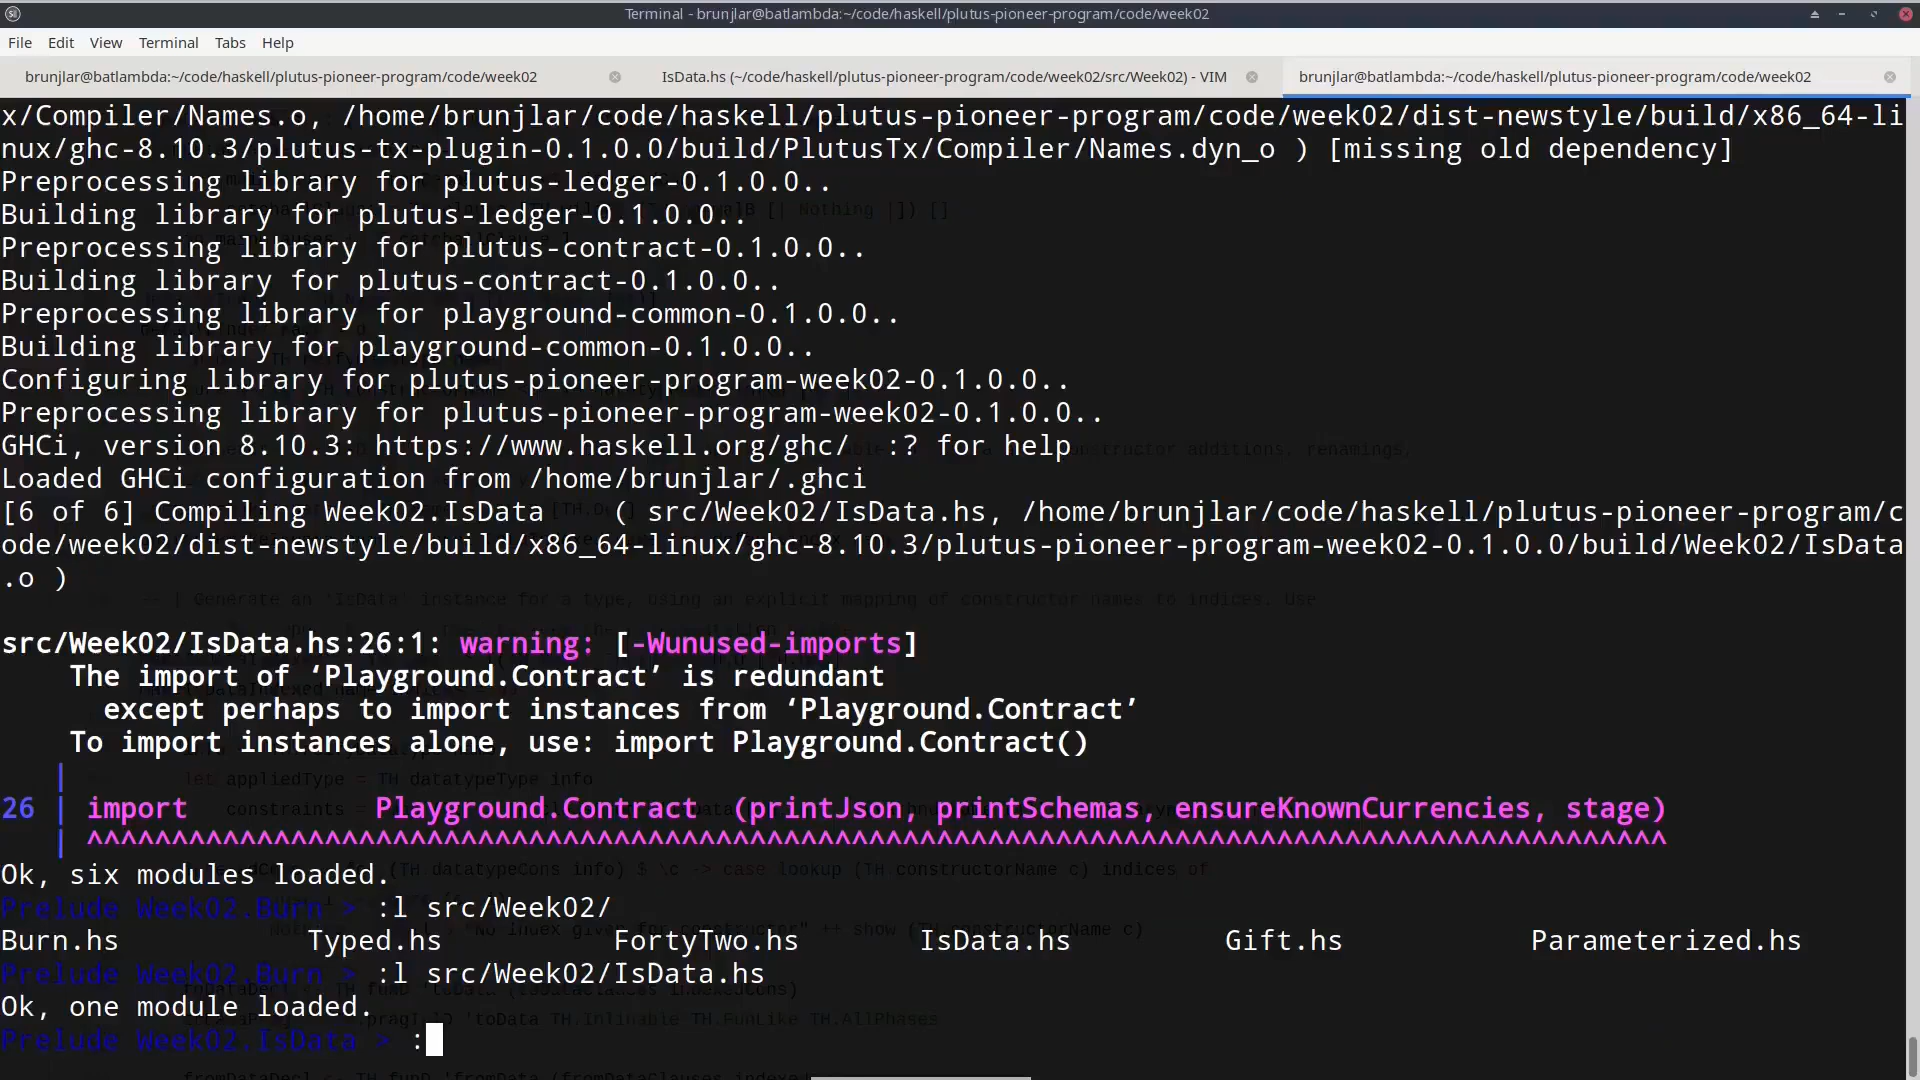 Terminal - brunjlar@batlambda:~/code/haskell/plutus-pioneer-program/code/week02
File Edit View Terminal Tabs Help
brunjlar@batlambda:~/code/haskell/plutus-pioneer-program/code/week02 IsData.hs (~/code/haskell/plutus-pioneer-program/code/week02/src/Week02) - VIM brunjlar@batlambda:~/code/haskell/plutus-pioneer-program/code/week02
x/Compiler/Names.o, /home/brunjlar/code/haskell/plutus-pioneer-program/code/week02/dist-newstyle/build/x86_64-li
nux/ghc-8.10.3/plutus-tx-plugin-0.1.0.0/build/PlutusTx/Compiler/Names.dyn_o ) [missing old dependency]
Preprocessing library for plutus-ledger-0.1.0.0..
Building library for plutus-ledger-0.1.0.0..
Preprocessing library for plutus-contract-0.1.0.0..
Building library for plutus-contract-0.1.0.0..
Preprocessing library for playground-common-0.1.0.0..
Building library for playground-common-0.1.0.0..
Configuring library for plutus-pioneer-program-week02-0.1.0.0..
Preprocessing library for plutus-pioneer-program-week02-0.1.0.0..
GHCi, version 8.10.3: https://www.haskell.org/ghc/  :? for help
Loaded GHCi configuration from /home/brunjlar/.ghci
[6 of 6] Compiling Week02.IsData    ( src/Week02/IsData.hs, /home/brunjlar/code/haskell/plutus-pioneer-program/c
ode/week02/dist-newstyle/build/x86_64-linux/ghc-8.10.3/plutus-pioneer-program-week02-0.1.0.0/build/Week02/IsData
.o )
src/Week02/IsData.hs:26:1: warning: [-Wunused-imports]
The import of ‘Playground.Contract’ is redundant
except perhaps to import instances from ‘Playground.Contract’
To import instances alone, use: import Playground.Contract()
|
26 | import           Playground.Contract  (printJson, printSchemas, ensureKnownCurrencies, stage)
| ^^^^^^^^^^^^^^^^^^^^^^^^^^^^^^^^^^^^^^^^^^^^^^^^^^^^^^^^^^^^^^^^^^^^^^^^^^^^^^^^^^^^^^^^^^^^^
Ok, six modules loaded.
Prelude Week02.Burn > :l src/Week02/
Burn.hs Typed.hs FortyTwo.hs IsData.hs Gift.hs Parameterized.hs
Prelude Week02.Burn > :l src/Week02/IsData.hs
Ok, one module loaded.
Prelude Week02.IsData > :